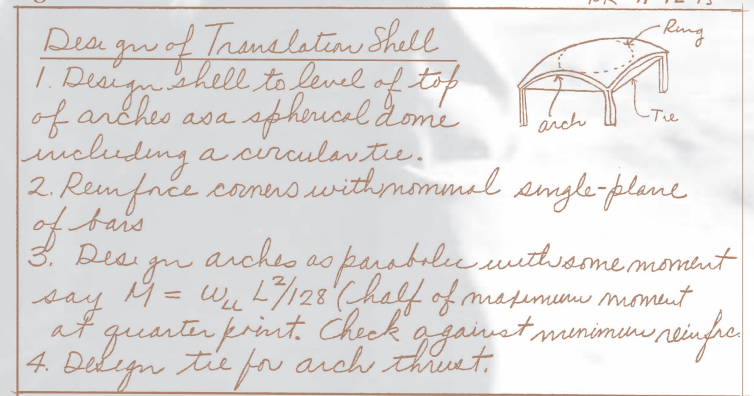 Design of Translation Shell
Ring
1. Design shell to level of top
of arches as a spherical dome
arch
Tie
including a circular tie.
2. Reinforce corners with nominal single-plane
of bars
3. Design arches as parabolic with some moment
say M = Wu L²/128 (half of maximum moment
at quarter point. Check against minimum reinfrc.
4. Design tie for arch thrust.